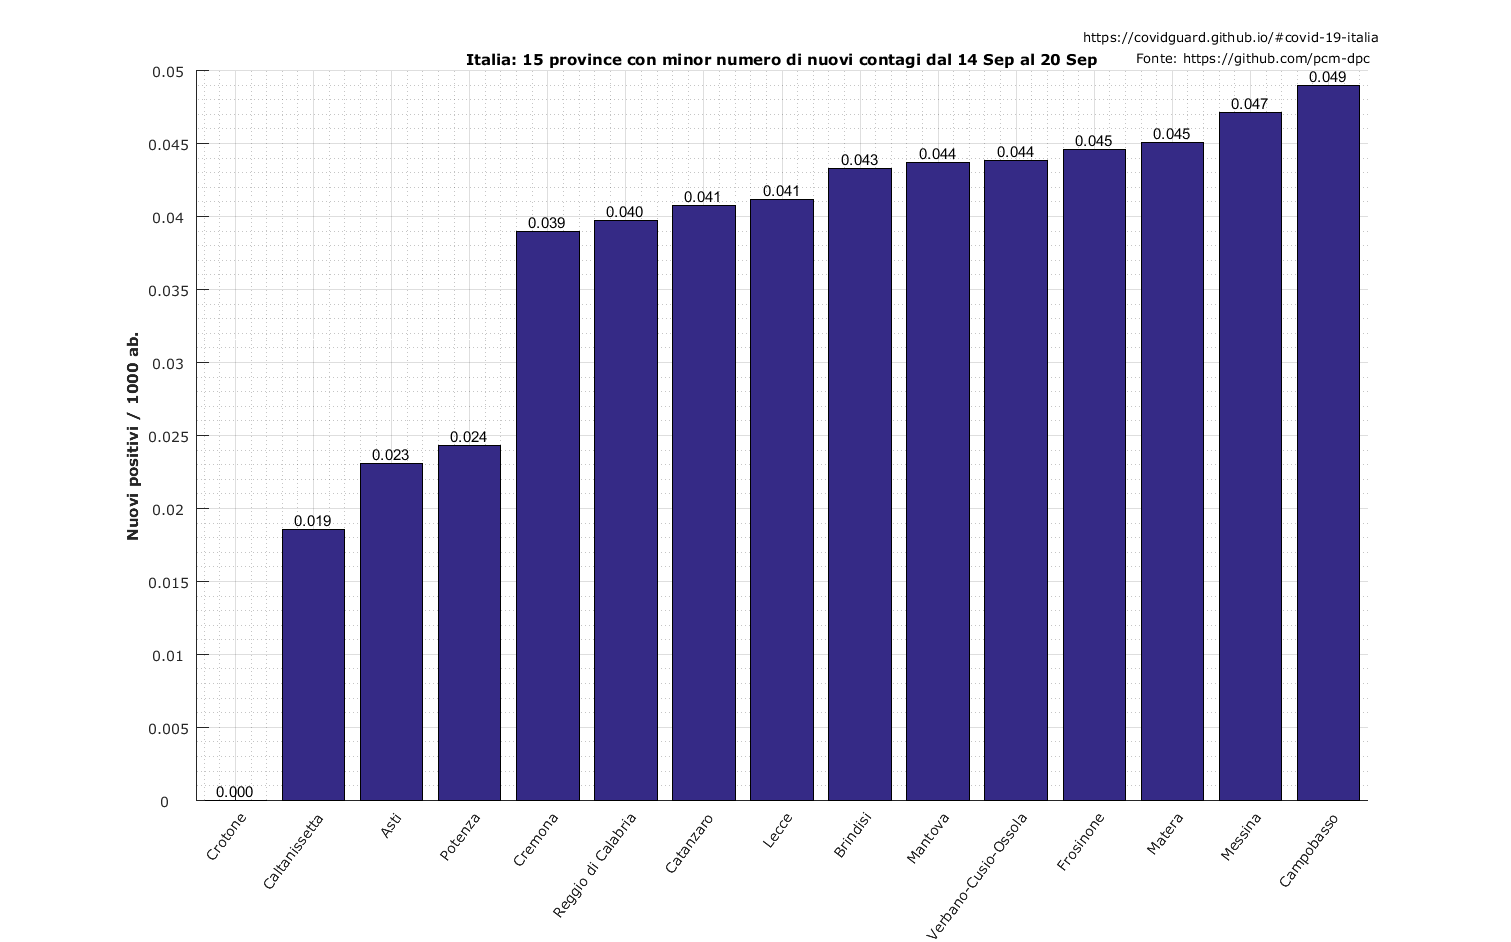 https://covidguard.github.io/#covid-19-italia
Italia: 15 province con minor numero di nuovi contagi dal 14 Sep al 20 Sep
Fonte: https://github.com/pcm-dpc
Nuovi positivi / 1000 ab.
0.05
0.045
0.04
0.035
0.03
0.025
0.02
0.015
0.01
0.005
0
0.000
0.019
0.023
0.024
0.039
0.040
0.041
0.041
0.043
0.044
0.044
0.045
0.045
0.047
0.049
Crotone
Caltanissetta
Asti
Potenza
Cremona
Reggio di Calabria
Catanzaro
Lecce
Brindisi
Mantova
Verbano-Cusio-Ossola
Frosinone
Matera
Messina
Campobasso